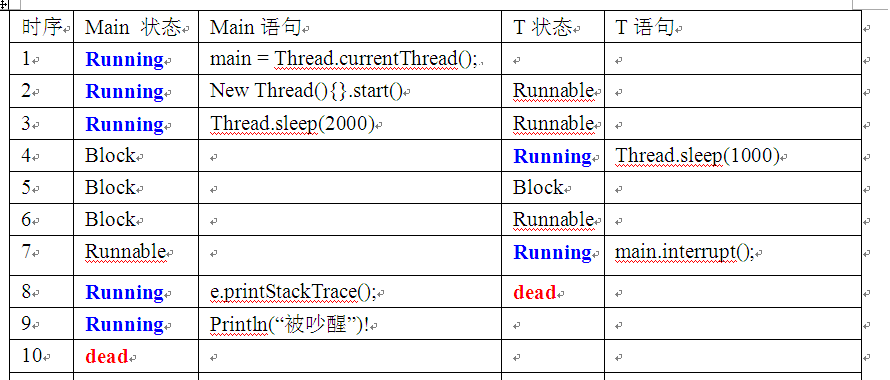 时序 Main 状态 Main 语句 T 状态 T 语句
1 Running main = Thread.currentThread();
2 Running New Thread(){}.start() Runnable
3 Running Thread.sleep(2000) Runnable
4 Block Running Thread.sleep(1000)
5 Block Block
6 Block Runnable
7 Runnable Running main.interrupt();
8 Running e.printStackTrace(); dead
9 Running Println(“被吵醒”)!
10 dead